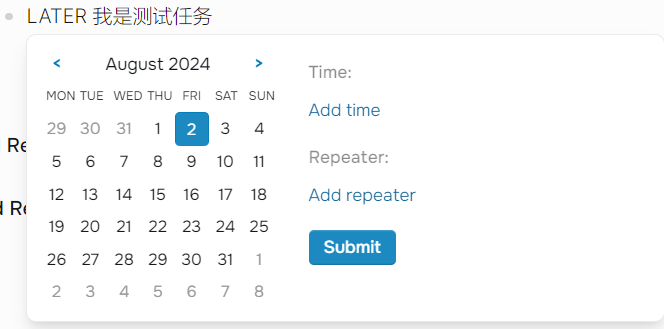 LATER 我是测试任务
< August 2024 >
MON TUE WED THU FRI SAT SUN
29 30 31 1 2 3 4
5 6 7 8 9 10 11
12 13 14 15 16 17 18
19 20 21 22 23 24 25
26 27 28 29 30 31 1
2 3 4 5 6 7 8
Time:
Add time
Repeater:
Add repeater
Submit
Re
d Re